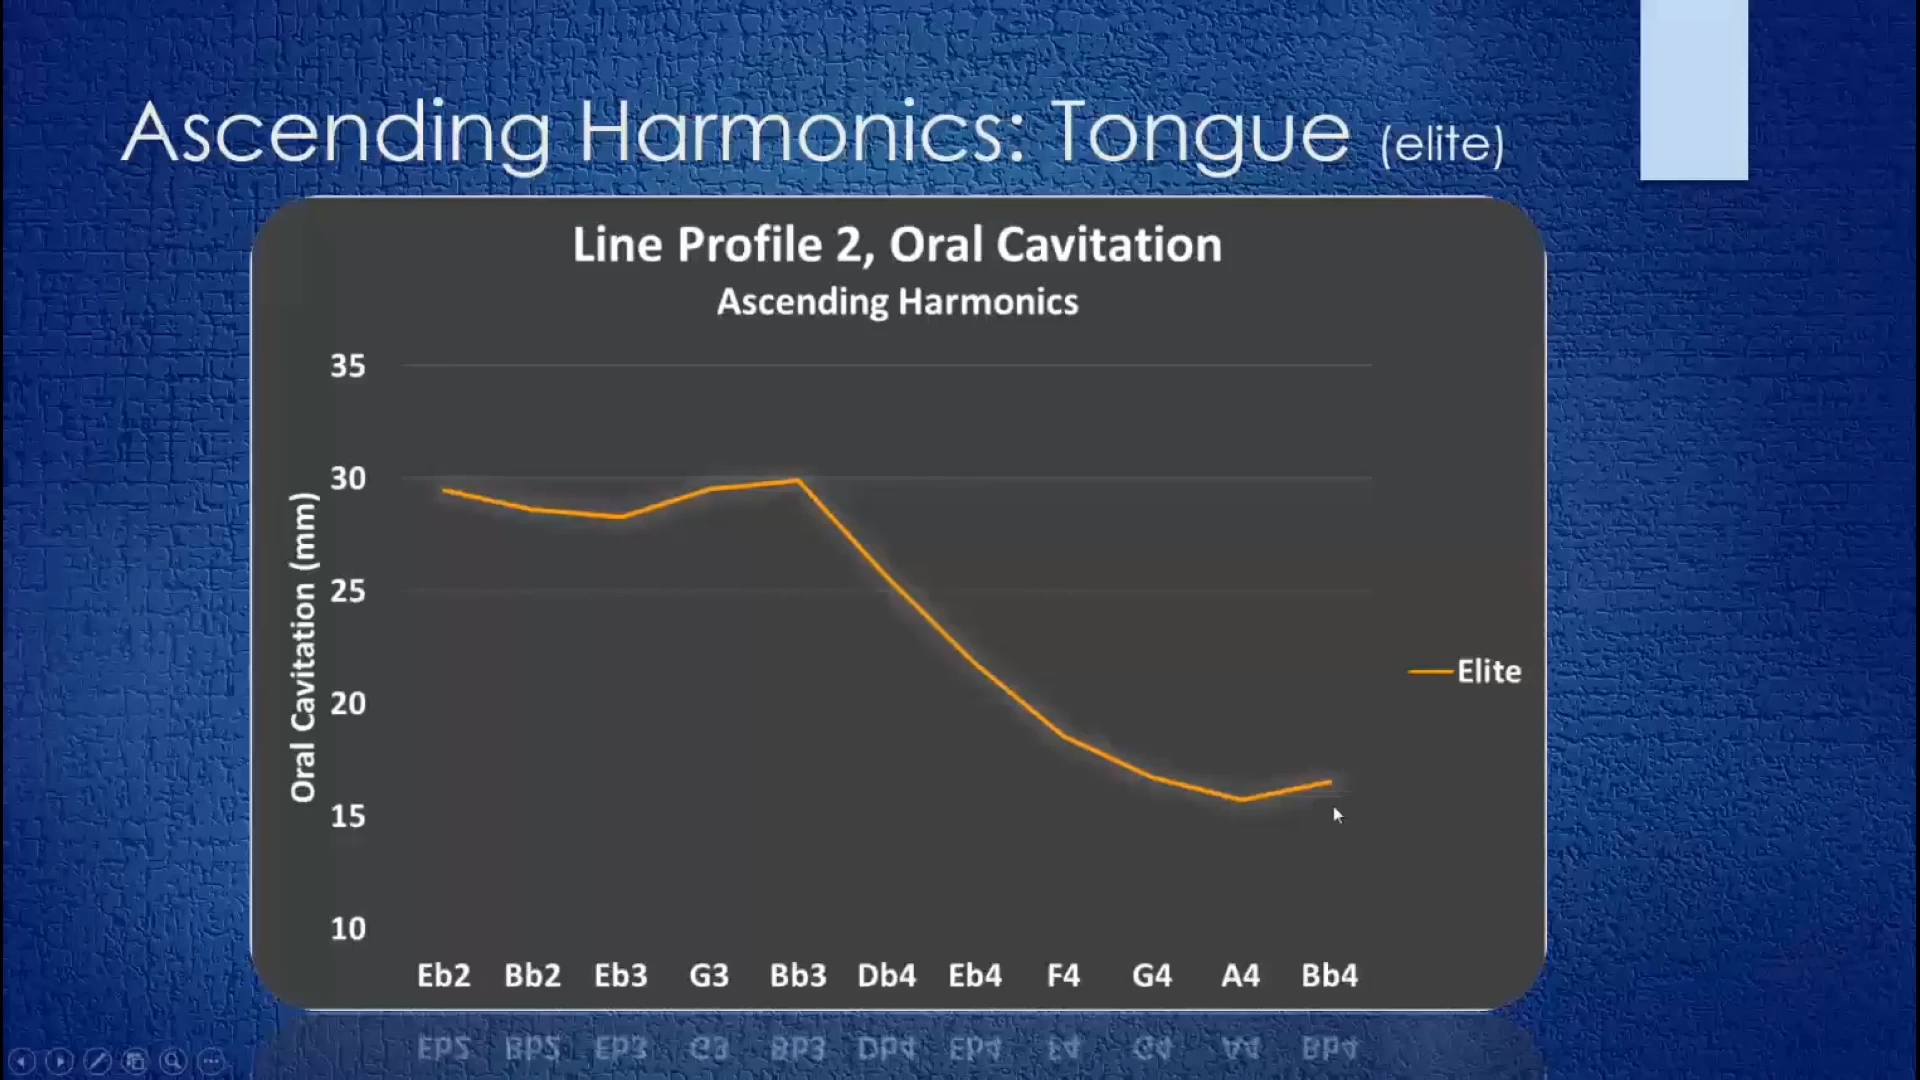 Ascending Harmonics: Tongue (elite)
Line Profile 2, Oral Cavitation
Ascending Harmonics
Oral Cavitation (mm)
35
30
25
20
15
10
Elite
Eb2 Bb2 Eb3 G3 Bb3 Db4 Eb4 F4 G4 A4 Bb4